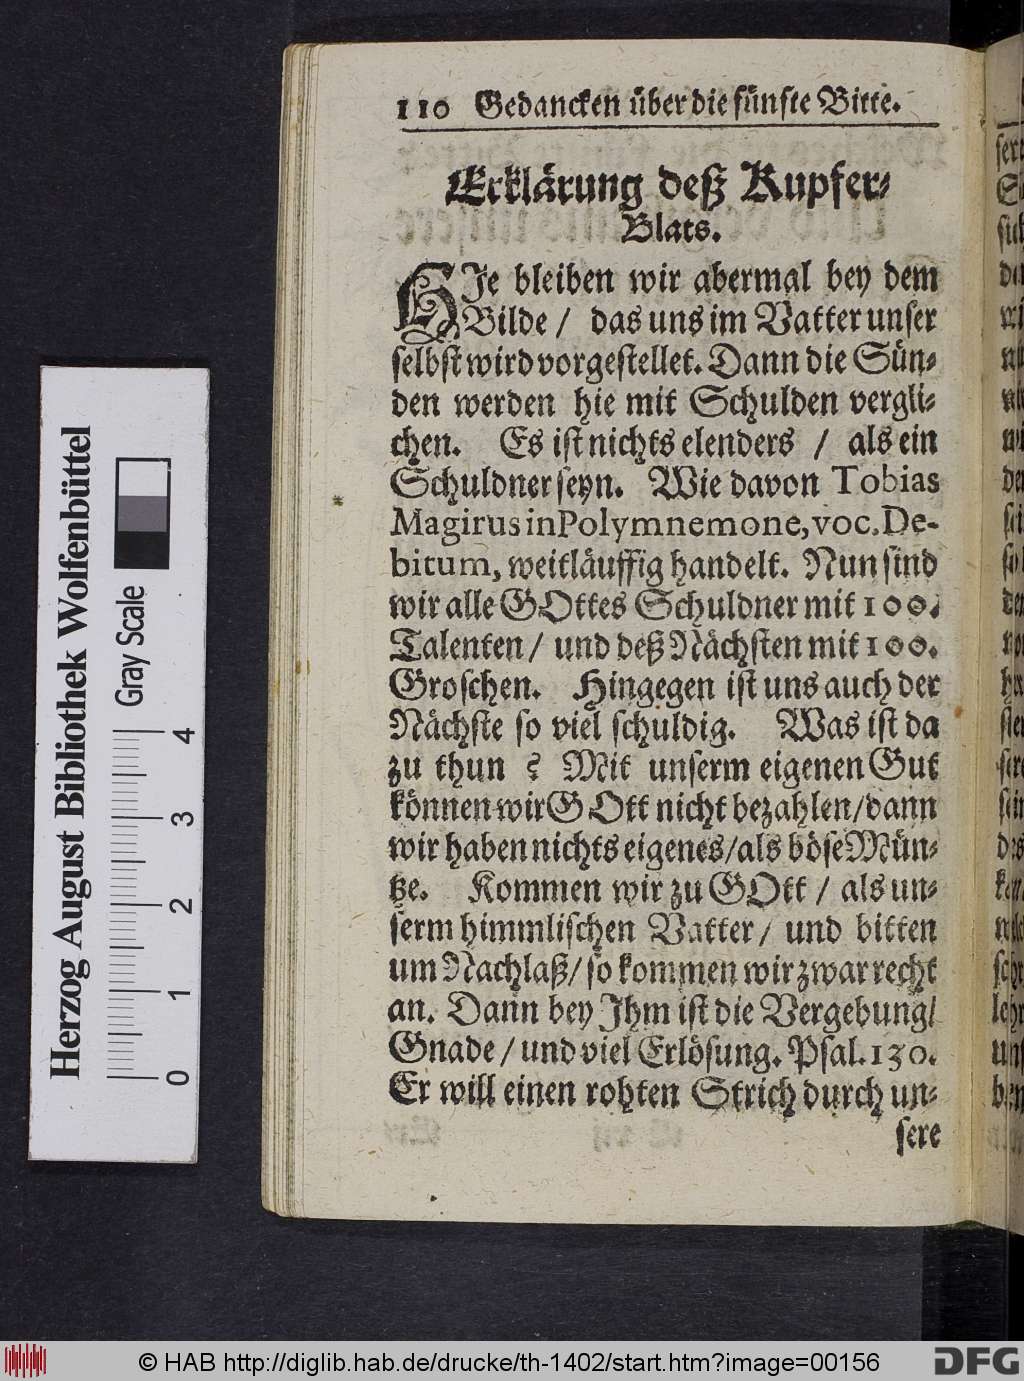 110 Gedancken über die fünfte Bitte.
Erklärung deß Kupfer-
Blats.
HJe bleiben wir abermal bey dem
Bilde / das uns im Vatter unser
selbst wird vorgestellet. Dann die Sün-
den werden hie mit Schulden vergli-
chen. Es ist nichts elenders / als ein
Schuldner seyn. Wie davon Tobias
Magirus in Polymnemone, voc. De-
bitum, weitläuffig handelt. Nun sind
wir alle GOttes Schuldner mit 100.
Talenten / und deß Nächsten mit 100.
Groschen. Hingegen ist uns auch der
Nächste so viel schuldig. Was ist da
zu thun ? Mit unserm eigenen Gut
können wir GOtt nicht bezahlen / dann
wir haben nichts eigenes / als böse Mün-
tze. Kommen wir zu GOtt / als un-
serm himmlischen Vatter / und bitten
um Nachlaß / so kommen wir zwar recht
an. Dann bey Jhm ist die Vergebung /
Gnade / und viel Erlösung. Psal. 130.
Er will einen rohten Strich durch un-
sere
Herzog August Bibliothek Wolfenbüttel
Gray Scale
0 1 2 3 4
© HAB http://diglib.hab.de/drucke/th-1402/start.htm?image=00156
DFG